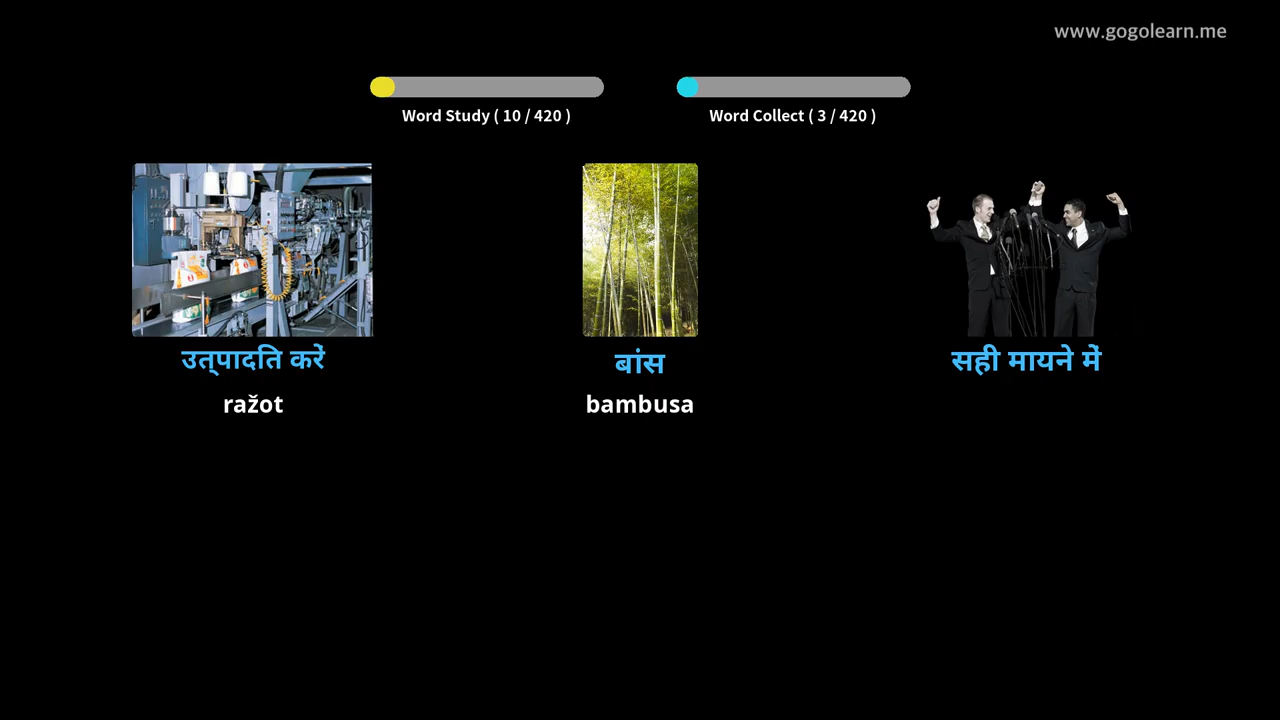 www.gogolearn.me
Word Study ( 10 / 420 )
Word Collect ( 3 / 420 )
उत्पादति करें
बांस
सही मायने में
ražot
bambusa